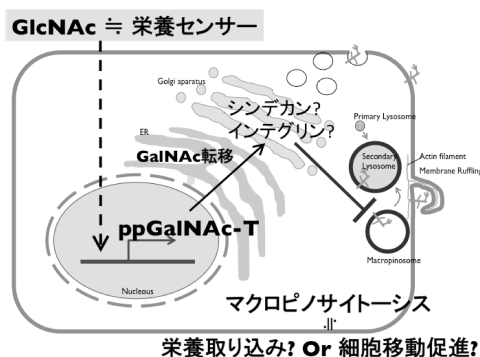 GlcNAc ≒ 栄養センサー
Golgi aparatus
シンデカン?
インテグリン?
Primary Lysosome
ER
GalNAc転移
Secondary
Lysosome
Actin filament
Membrane Ruffling
ppGalNAc-T
Macropinosome
Nucleous
マクロピノサイトーシス
栄養取り込み? Or 細胞移動促進?